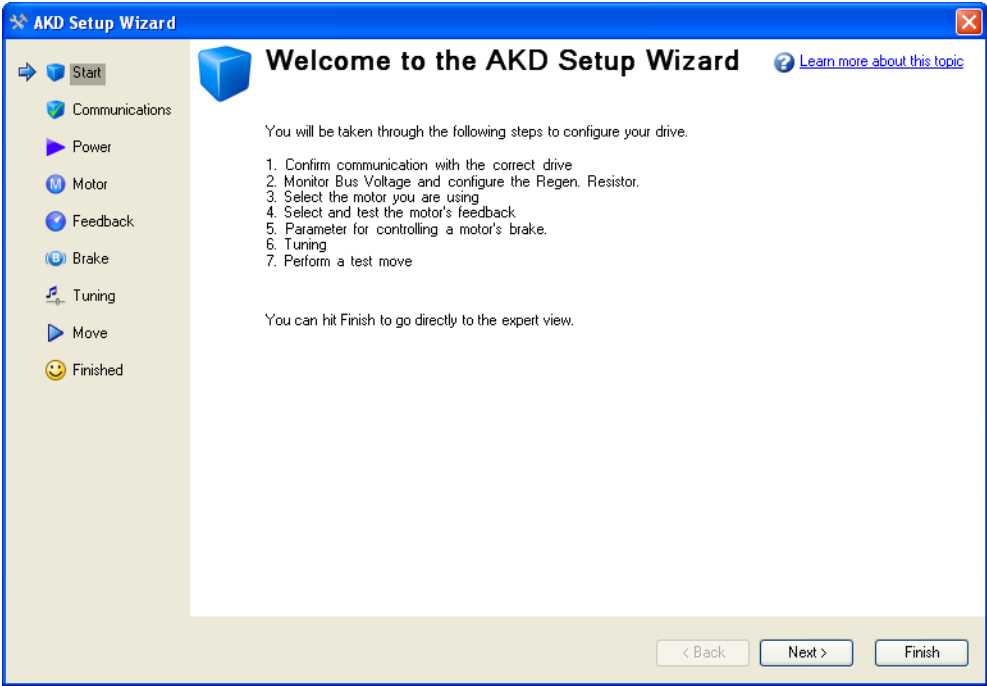 AKD Setup Wizard
Start
Communications
Power
M Motor
Feedback
B Brake
Tuning
Move
Finished
Welcome to the AKD Setup Wizard
? Learn more about this topic
You will be taken through the following steps to configure your drive.
1. Confirm communication with the correct drive
2. Monitor Bus Voltage and configure the Regen. Resistor.
3. Select the motor you are using
4. Select and test the motor's feedback
5. Parameter for controlling a motor's brake.
6. Tuning
7. Perform a test move
You can hit Finish to go directly to the expert view.
< Back Next > Finish